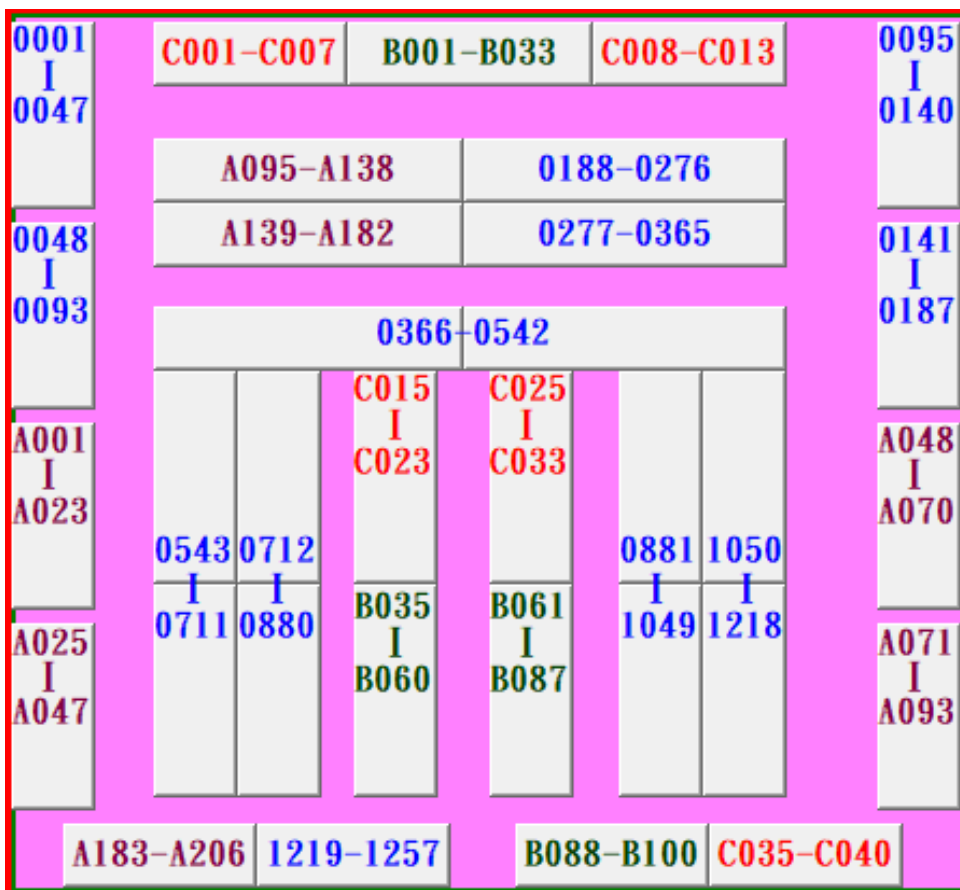 0001
I
0047
C001-C007
B001-B033
C008-C013
0095
I
0140
A095-A138
0188-0276
A139-A182
0277-0365
0048
I
0093
0141
I
0187
0366-0542
C015
I
C023
C025
I
C033
A001
I
A023
A048
I
A070
0543
I
0711
0712
I
0880
0881
I
1049
1050
I
1218
B035
I
B060
B061
I
B087
A025
I
A047
A071
I
A093
A183-A206
1219-1257
B088-B100
C035-C040